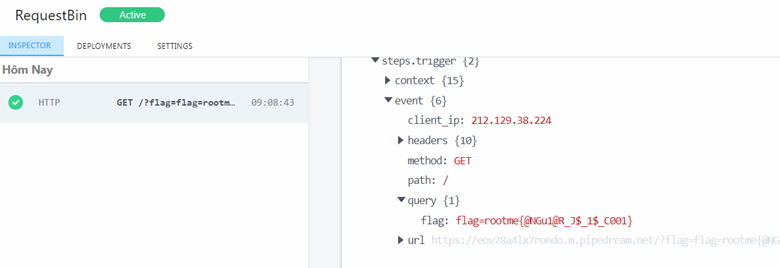 RequestBin Active
INSPECTOR DEPLOYMENTS SETTINGS
Hôm Nay
HTTP GET /?flag=flag=rootm… 09:08:43
steps.trigger {2}
context {15}
event {6}
client_ip: 212.129.38.224
headers {10}
method: GET
path: /
query {1}
flag: flag=rootme{@NGu1@R_J$_1$_C001}
url https://eov78a4lx7rondo.m.pipedream.net/?flag=flag=rootme{@NG